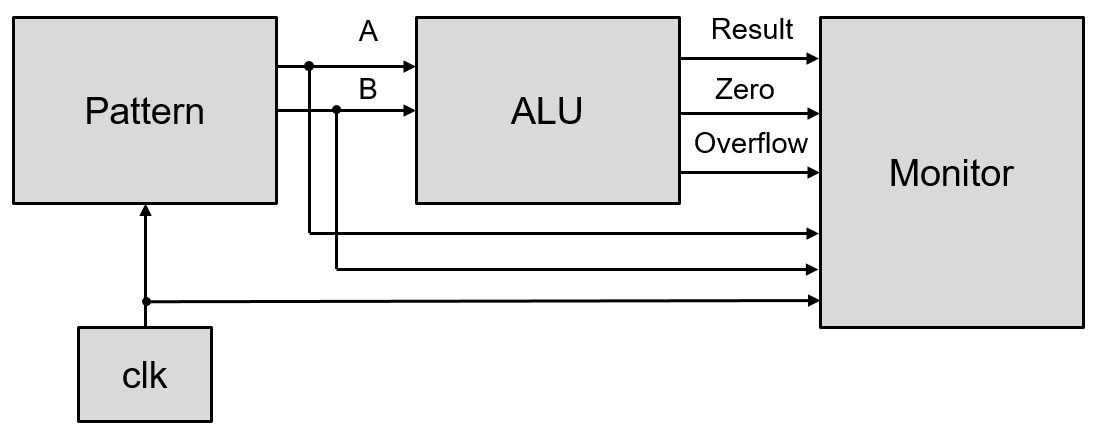 Pattern
A
B
ALU
Result
Zero
Overflow
Monitor
clk